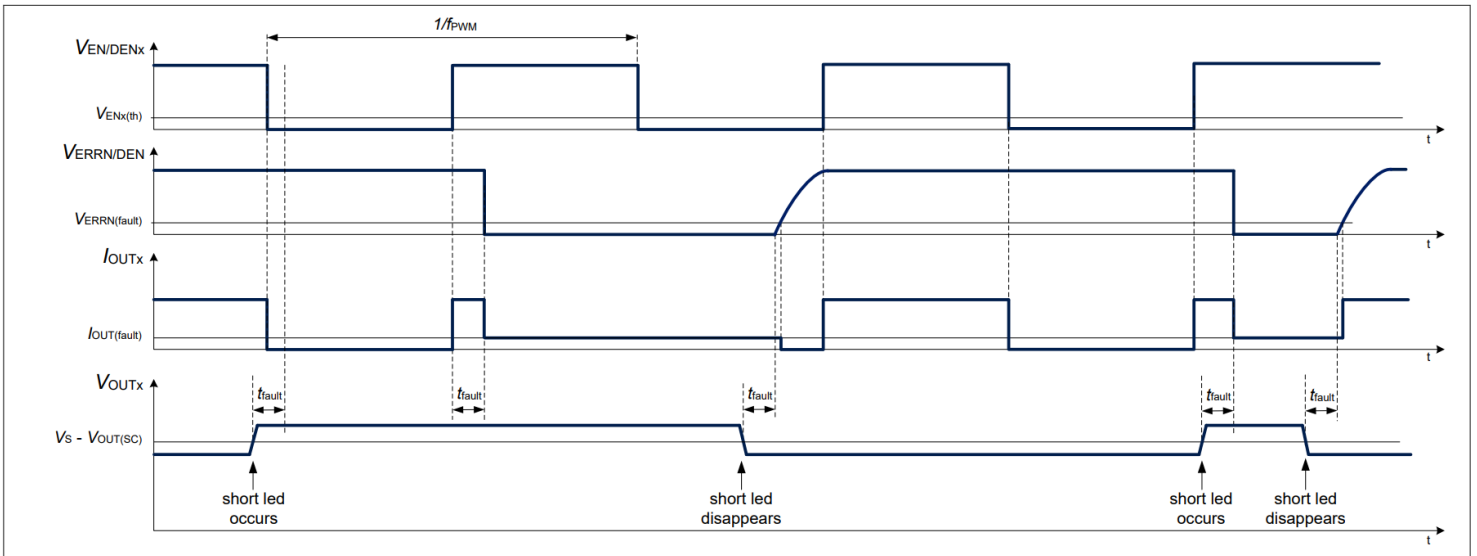 1/fPWM
VEN/DENx
VENx(th)
t
VERRN/DEN
VERRN(fault)
t
IOUTx
IOUT(fault)
t
VOUTx
tfault
tfault
tfault
tfault
tfault
VS - VOUT(SC)
short led
occurs
short led
disappears
short led
occurs
short led
disappears
t